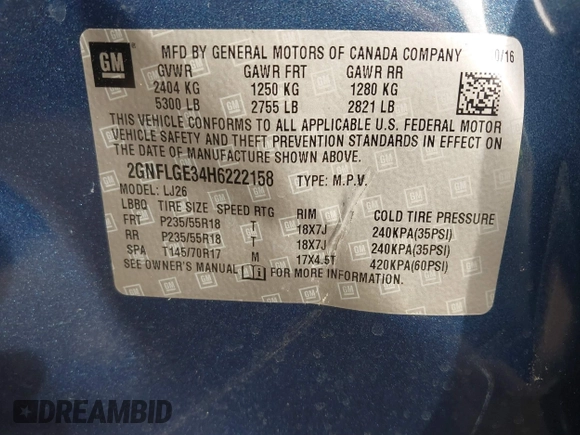 GM
MFD BY GENERAL MOTORS OF CANADA COMPANY 0/16
GVWR GAWR FRT GAWR RR
2404 KG 1250 KG 1280 KG
5300 LB 2755 LB 2821 LB
THIS VEHICLE CONFORMS TO ALL APPLICABLE U.S. FEDERAL MOTOR
VEHICLE SAFETY AND THEFT PREVENTION STANDARDS IN EFFECT ON
THE DATE OF MANUFACTURE SHOWN ABOVE.
2GNFLGE34H6222158 TYPE: M.P.V.
MODEL: LJ26
LBBQ TIRE SIZE SPEED RTG RIM COLD TIRE PRESSURE
FRT P235/55R18 T 18X7J 240KPA(35PSI)
RR P235/55R18 T 18X7J 240KPA(35PSI)
SPA T145/70R17 M 17X4.5T 420KPA(60PSI)
SEE OWNER'S MANUAL FOR MORE INFORMATION.
DREAMBID